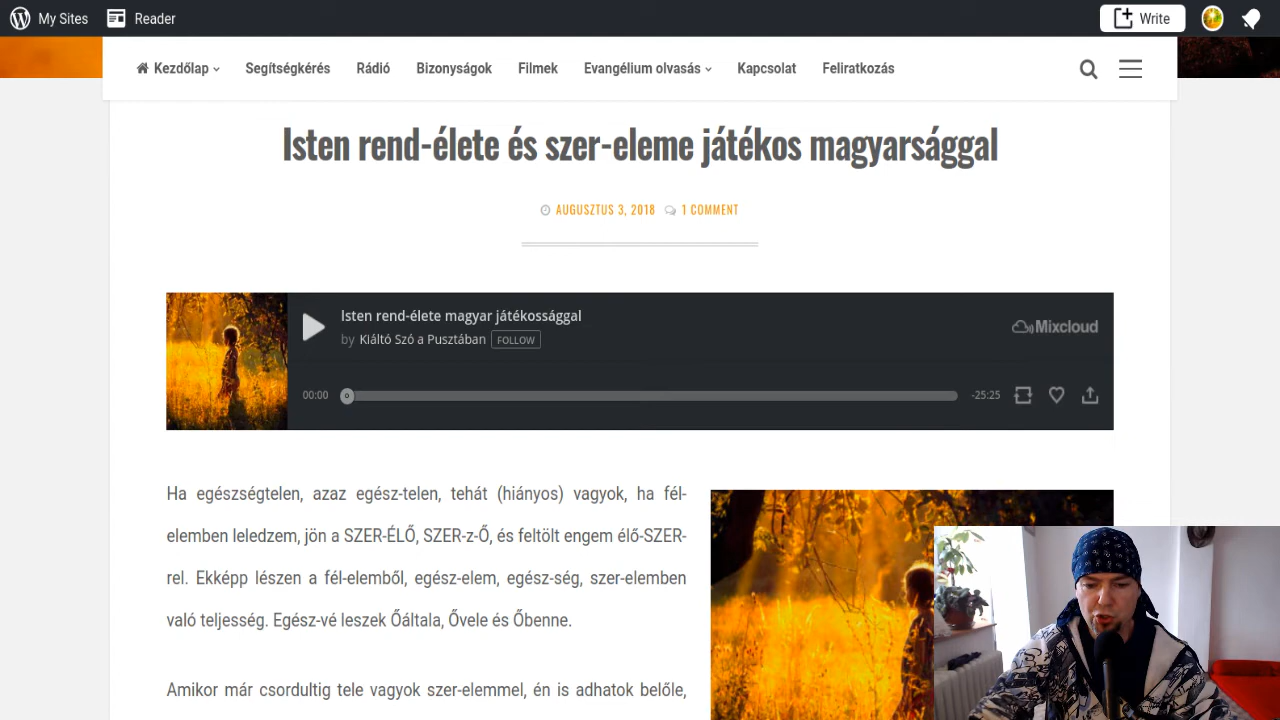 My Sites Reader Write
Kezdőlap Segítségkérés Rádió Bizonyságok Filmek Evangélium olvasás Kapcsolat Feliratkozás
Isten rend-élete és szer-eleme játékos magyarsággal
AUGUSZTUS 3, 2018 1 COMMENT
Isten rend-élete magyar játékossággal
by Kiáltó Szó a Pusztában FOLLOW
Mixcloud
00:00 -25:25
Ha egészségtelen, azaz egész-telen, tehát (hiányos) vagyok, ha fél-
elemben leledzem, jön a SZER-ÉLŐ, SZER-z-Ő, és feltölt engem élő-SZER-
rel. Ekképp lészen a fél-elemből, egész-elem, egész-ség, szer-elemben
való teljesség. Egész-vé leszek Őáltala, Ővele és Őbenne.
Amikor már csordultig tele vagyok szer-elemmel, én is adhatok belőle,